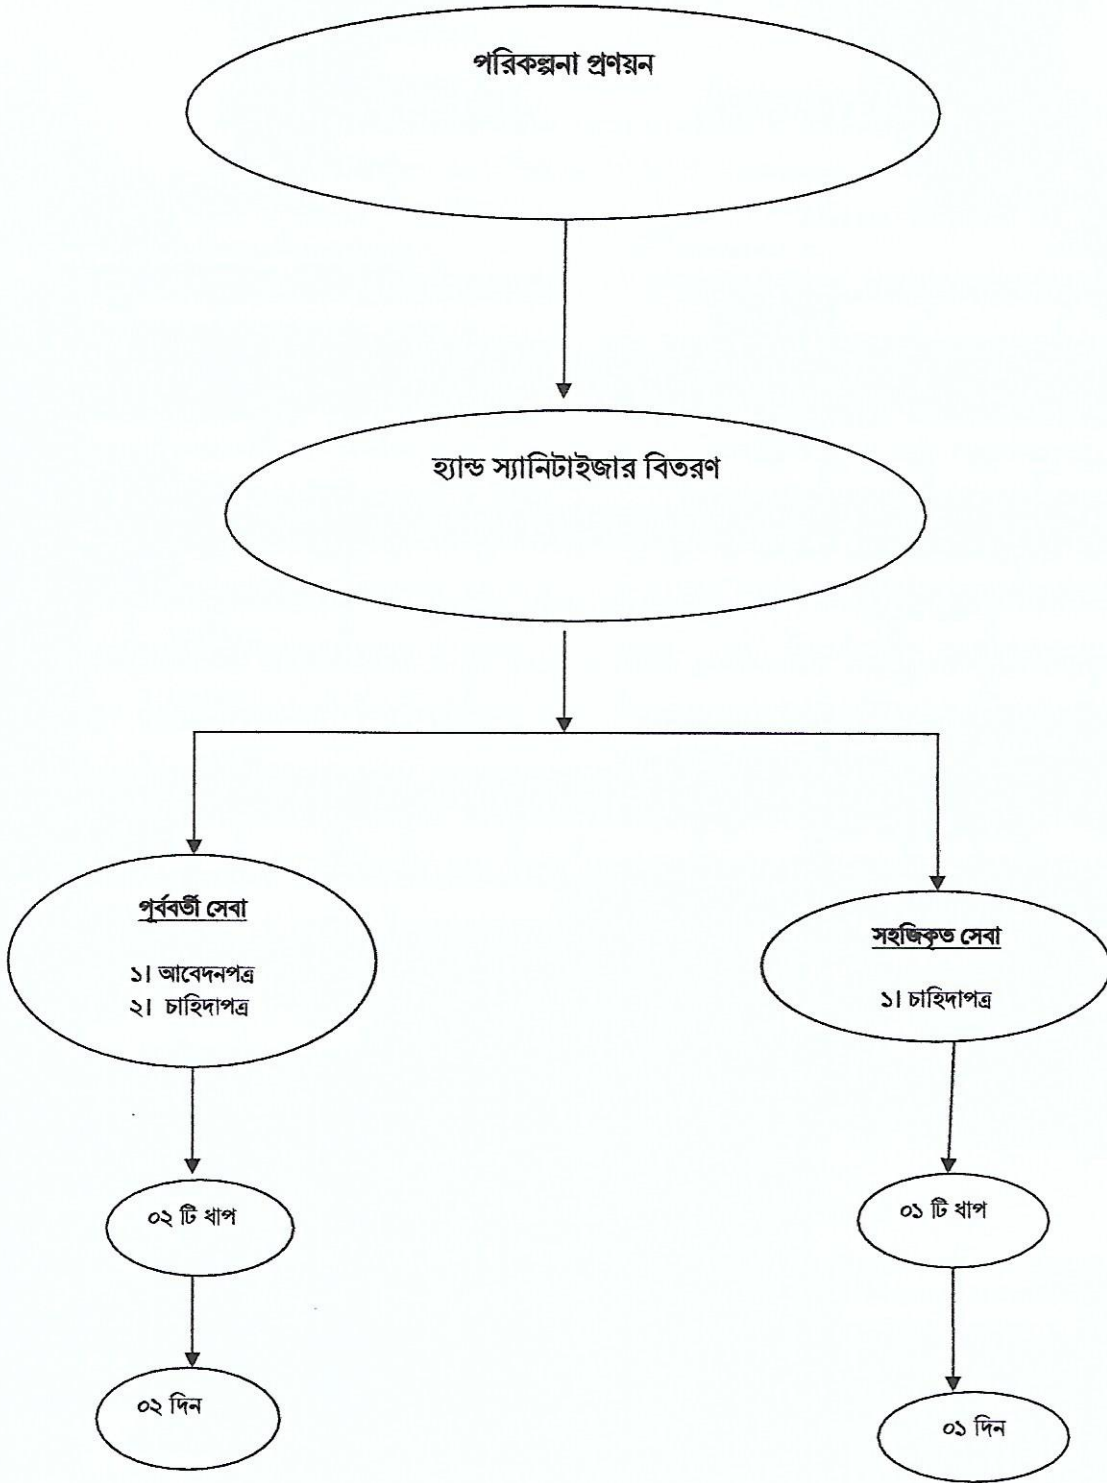 পরিকল্পনা প্রণয়ন
হ্যান্ড স্যানিটাইজার বিতরণ
পূর্ববর্তী সেবা
১। আবেদনপত্র
২। চাহিদাপত্র
০২ টি ধাপ
০২ দিন
সহজিকৃত সেবা
১। চাহিদাপত্র
০১ টি ধাপ
০১ দিন